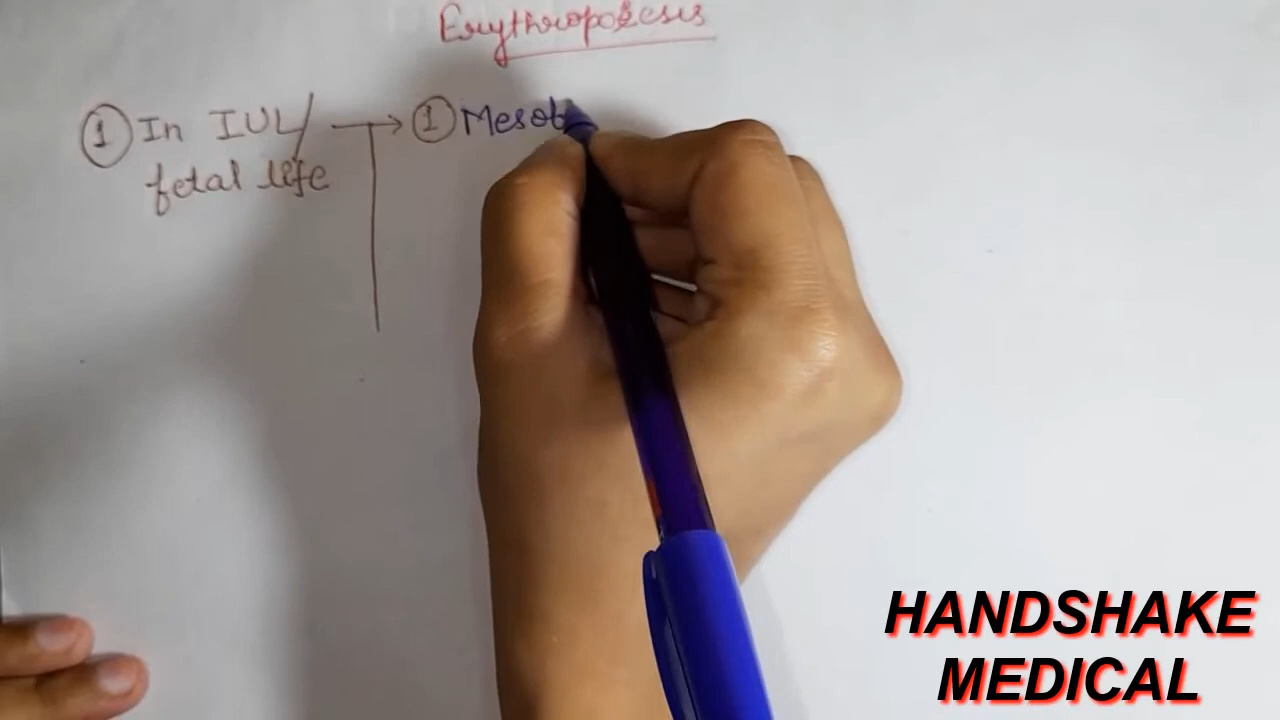 Erythropoiesis
① In IUL/ → ① Mesob
fetal life
HANDSHAKE
MEDICAL